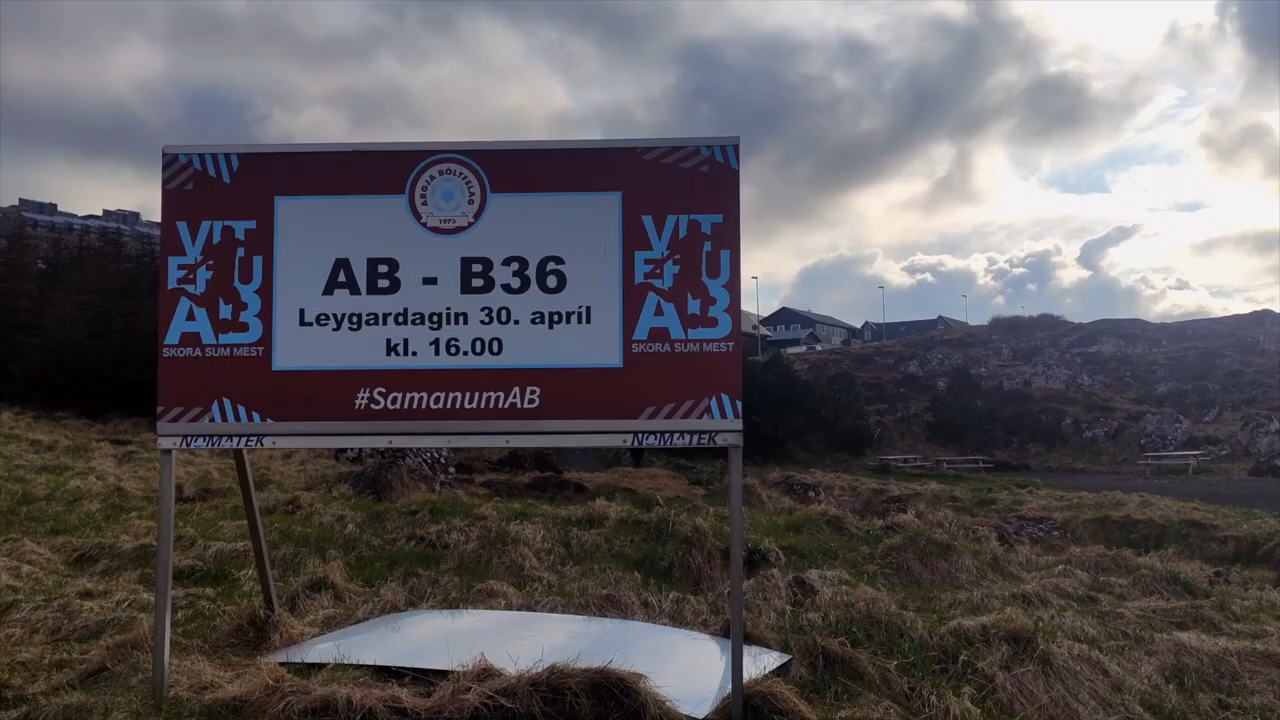 ARGJA BÓLTFELAG
1973
VIT
ERU
AB
SKORA SUM MEST
AB - B36
Leygardagin 30. apríl
kl. 16.00
VIT
ERU
AB
SKORA SUM MEST
#SamanumAB
NOMATEK
NOMATEK